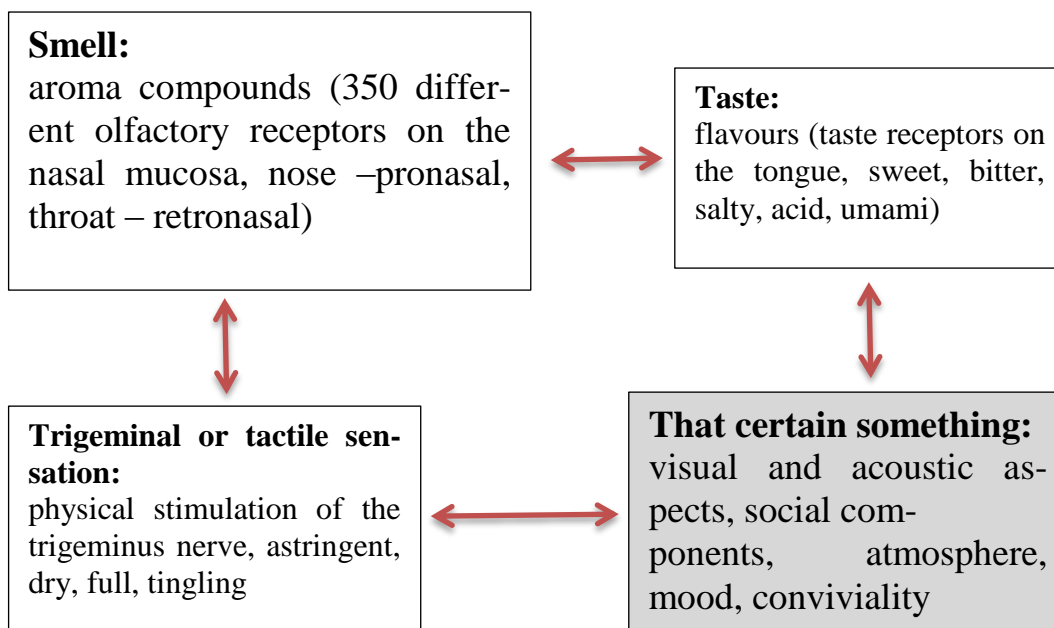 Smell:
aroma compounds (350 differ-
ent olfactory receptors on the
nasal mucosa, nose –pronasal,
throat – retronasal)
Taste:
flavours (taste receptors on
the tongue, sweet, bitter,
salty, acid, umami)
Trigeminal or tactile sen-
sation:
physical stimulation of the
trigeminus nerve, astringent,
dry, full, tingling
That certain something:
visual and acoustic as-
pects, social com-
ponents, atmosphere,
mood, conviviality